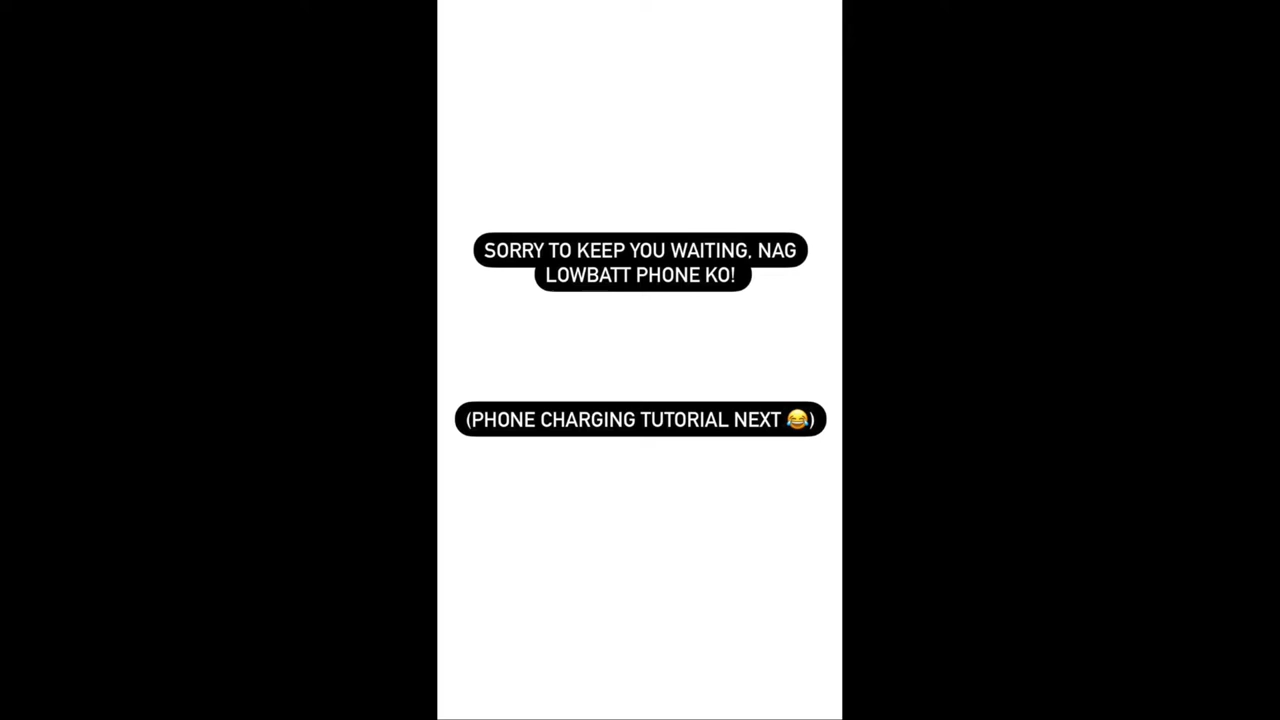 SORRY TO KEEP YOU WAITING, NAG
LOWBATT PHONE KO!
(PHONE CHARGING TUTORIAL NEXT 😂)